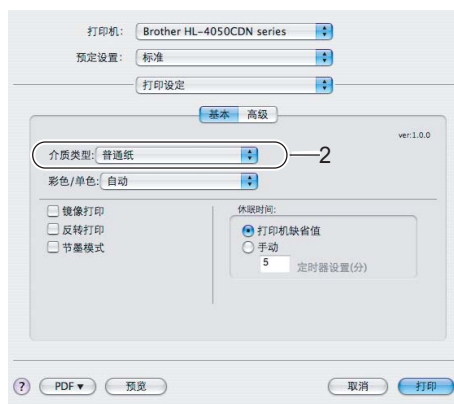 打印机: Brother HL-4050CDN series
预定设置: 标准
打印设定
基本 高级
ver:1.0.0
介质类型: 普通纸 2
彩色/单色: 自动
镜像打印
反转打印
节墨模式
休眠时间:
打印机缺省值
手动
5 定时器设置(分)
? PDF▼ 预览 取消 打印